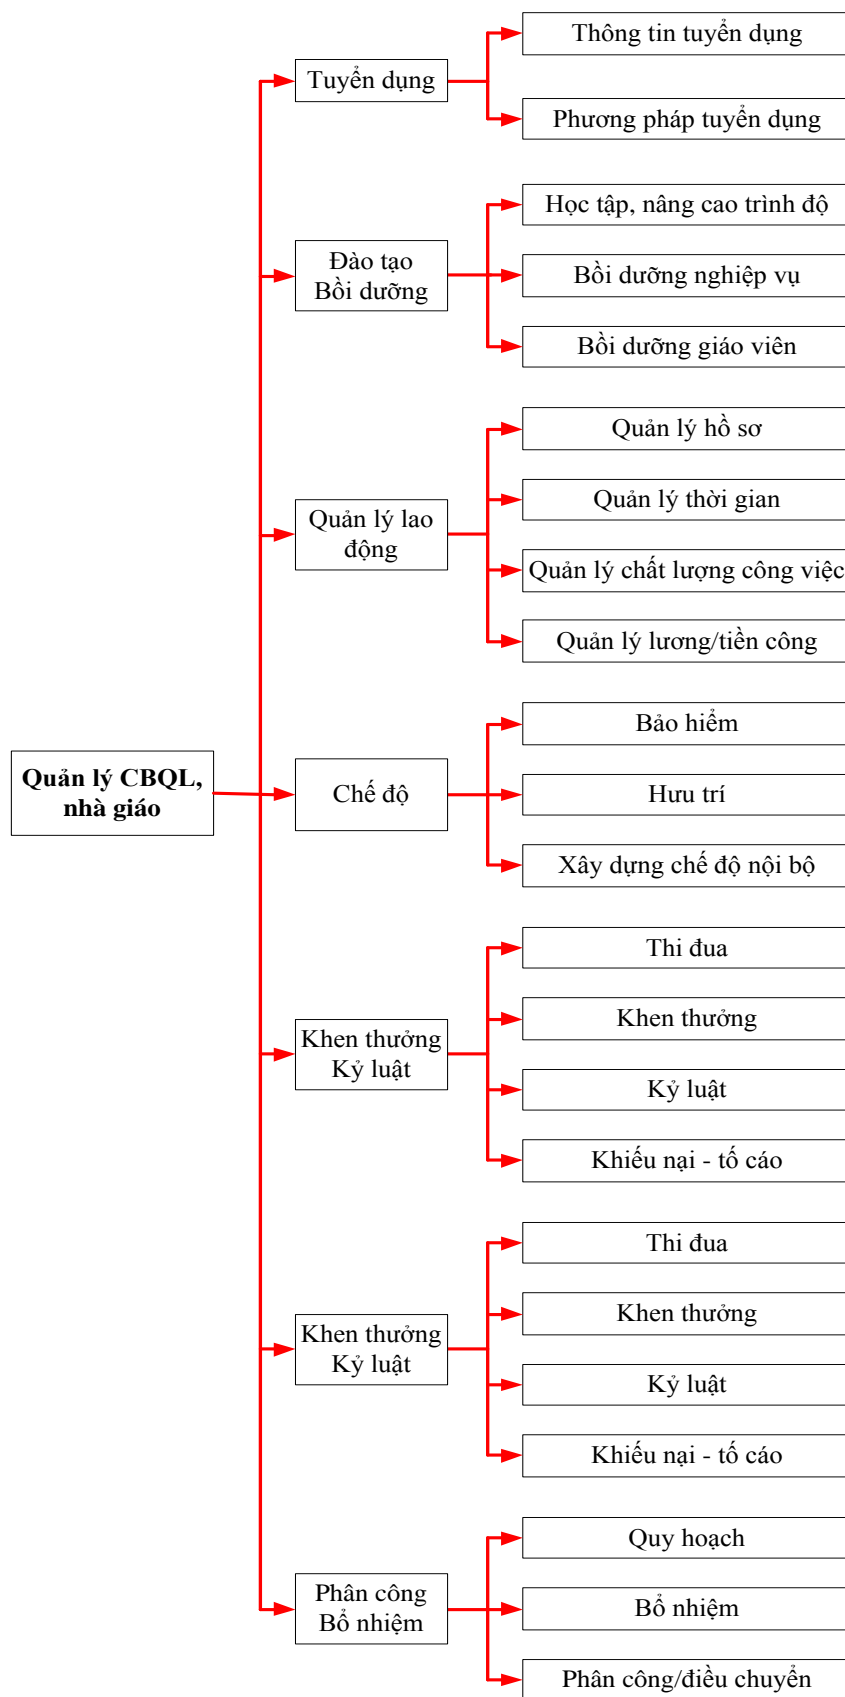 Quản lý CBQL,
nhà giáo
Tuyển dụng
Thông tin tuyển dụng
Phương pháp tuyển dụng
Đào tạo
Bồi dưỡng
Học tập, nâng cao trình độ
Bồi dưỡng nghiệp vụ
Bồi dưỡng giáo viên
Quản lý lao
động
Quản lý hồ sơ
Quản lý thời gian
Quản lý chất lượng công việc
Quản lý lương/tiền công
Chế độ
Bảo hiểm
Hưu trí
Xây dựng chế độ nội bộ
Khen thưởng
Kỷ luật
Thi đua
Khen thưởng
Kỷ luật
Khiếu nại - tố cáo
Khen thưởng
Kỷ luật
Thi đua
Khen thưởng
Kỷ luật
Khiếu nại - tố cáo
Phân công
Bổ nhiệm
Quy hoạch
Bổ nhiệm
Phân công/điều chuyển